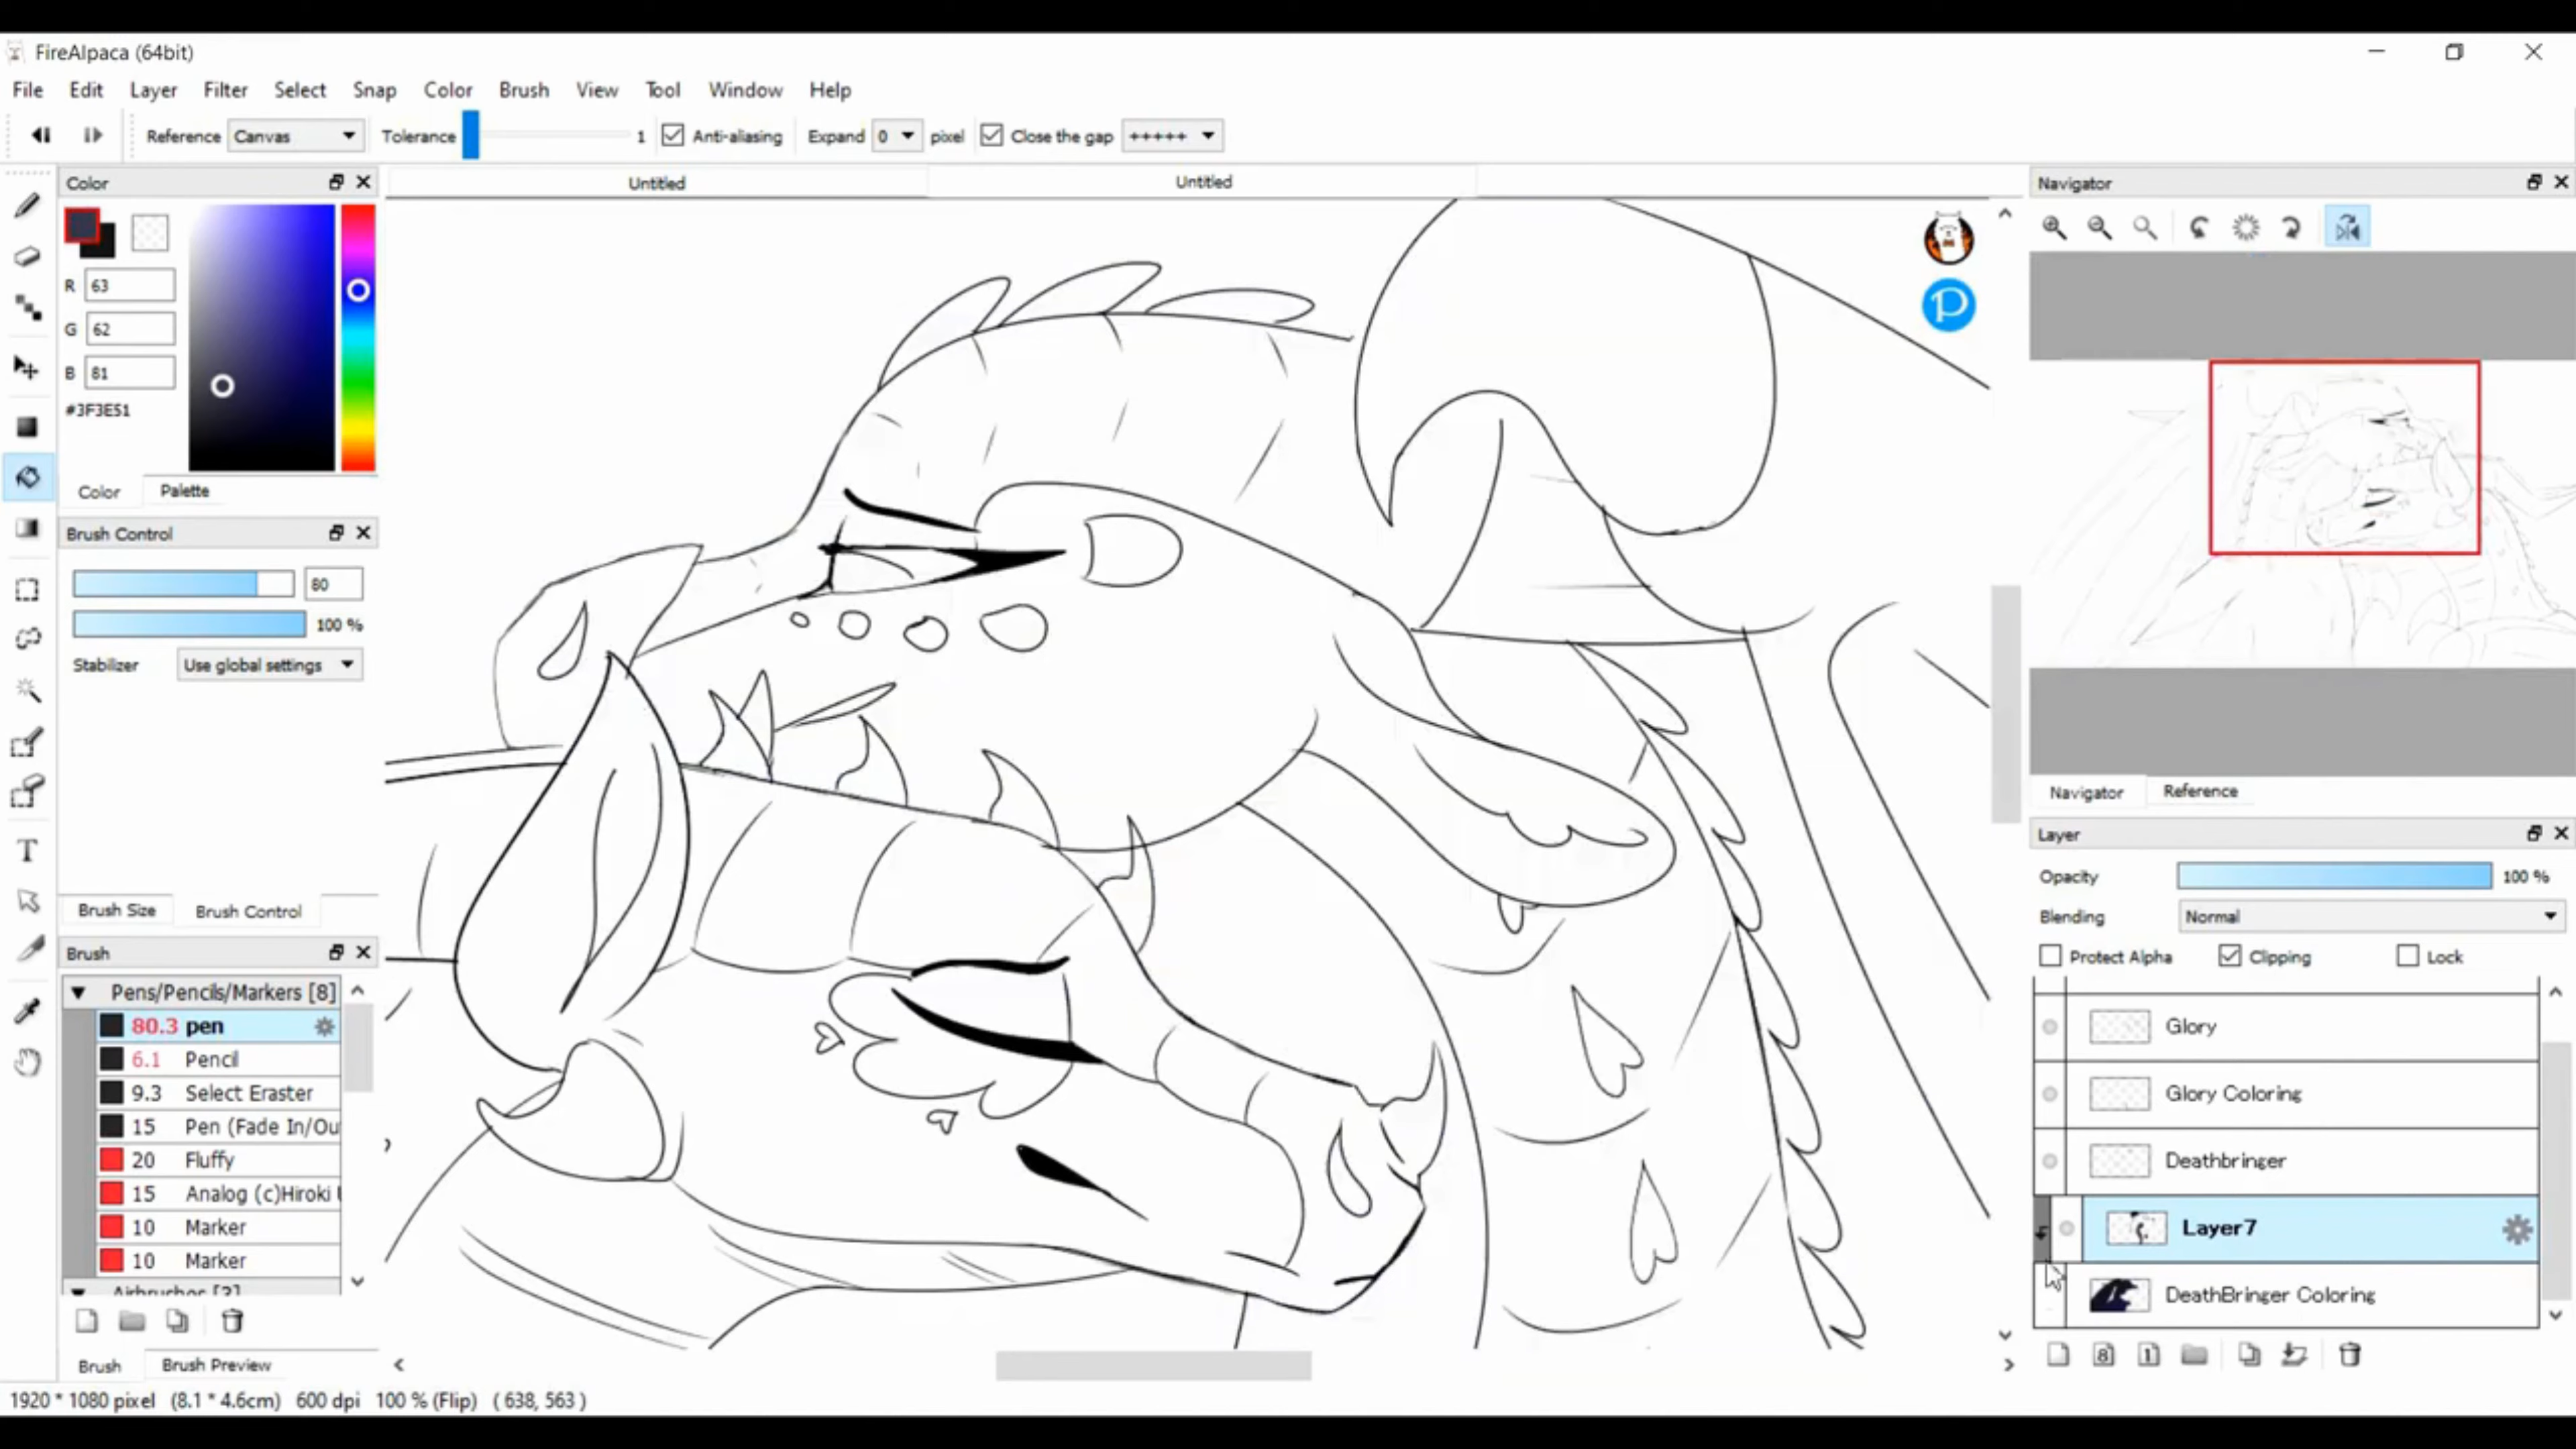 FireAlpaca (64bit)
File Edit Layer Filter Select Snap Color Brush View Tool Window Help
Reference Canvas Tolerance 1 Anti-aliasing Expand 0 pixel Close the gap +++++
Color
Untitled
Untitled
Navigator
R 63
G 62
B 81
#3F3E51
Color Palette
Brush Control
80
100 %
Stabilizer Use global settings
Brush Size Brush Control
Brush
Pens/Pencils/Markers [8]
80.3 pen
6.1 Pencil
9.3 Select Eraster
15 Pen (Fade In/Ou
20 Fluffy
15 Analog (c)Hiroki
10 Marker
10 Marker
Airbrushes [3]
Brush Brush Preview
P
Navigator Reference
Layer
Opacity 100 %
Blending Normal
Protect Alpha Clipping Lock
Glory
Glory Coloring
Deathbringer
Layer7
DeathBringer Coloring
8 1
1920 * 1080 pixel (8.1 * 4.6cm) 600 dpi 100 % (Flip) ( 638, 563 )